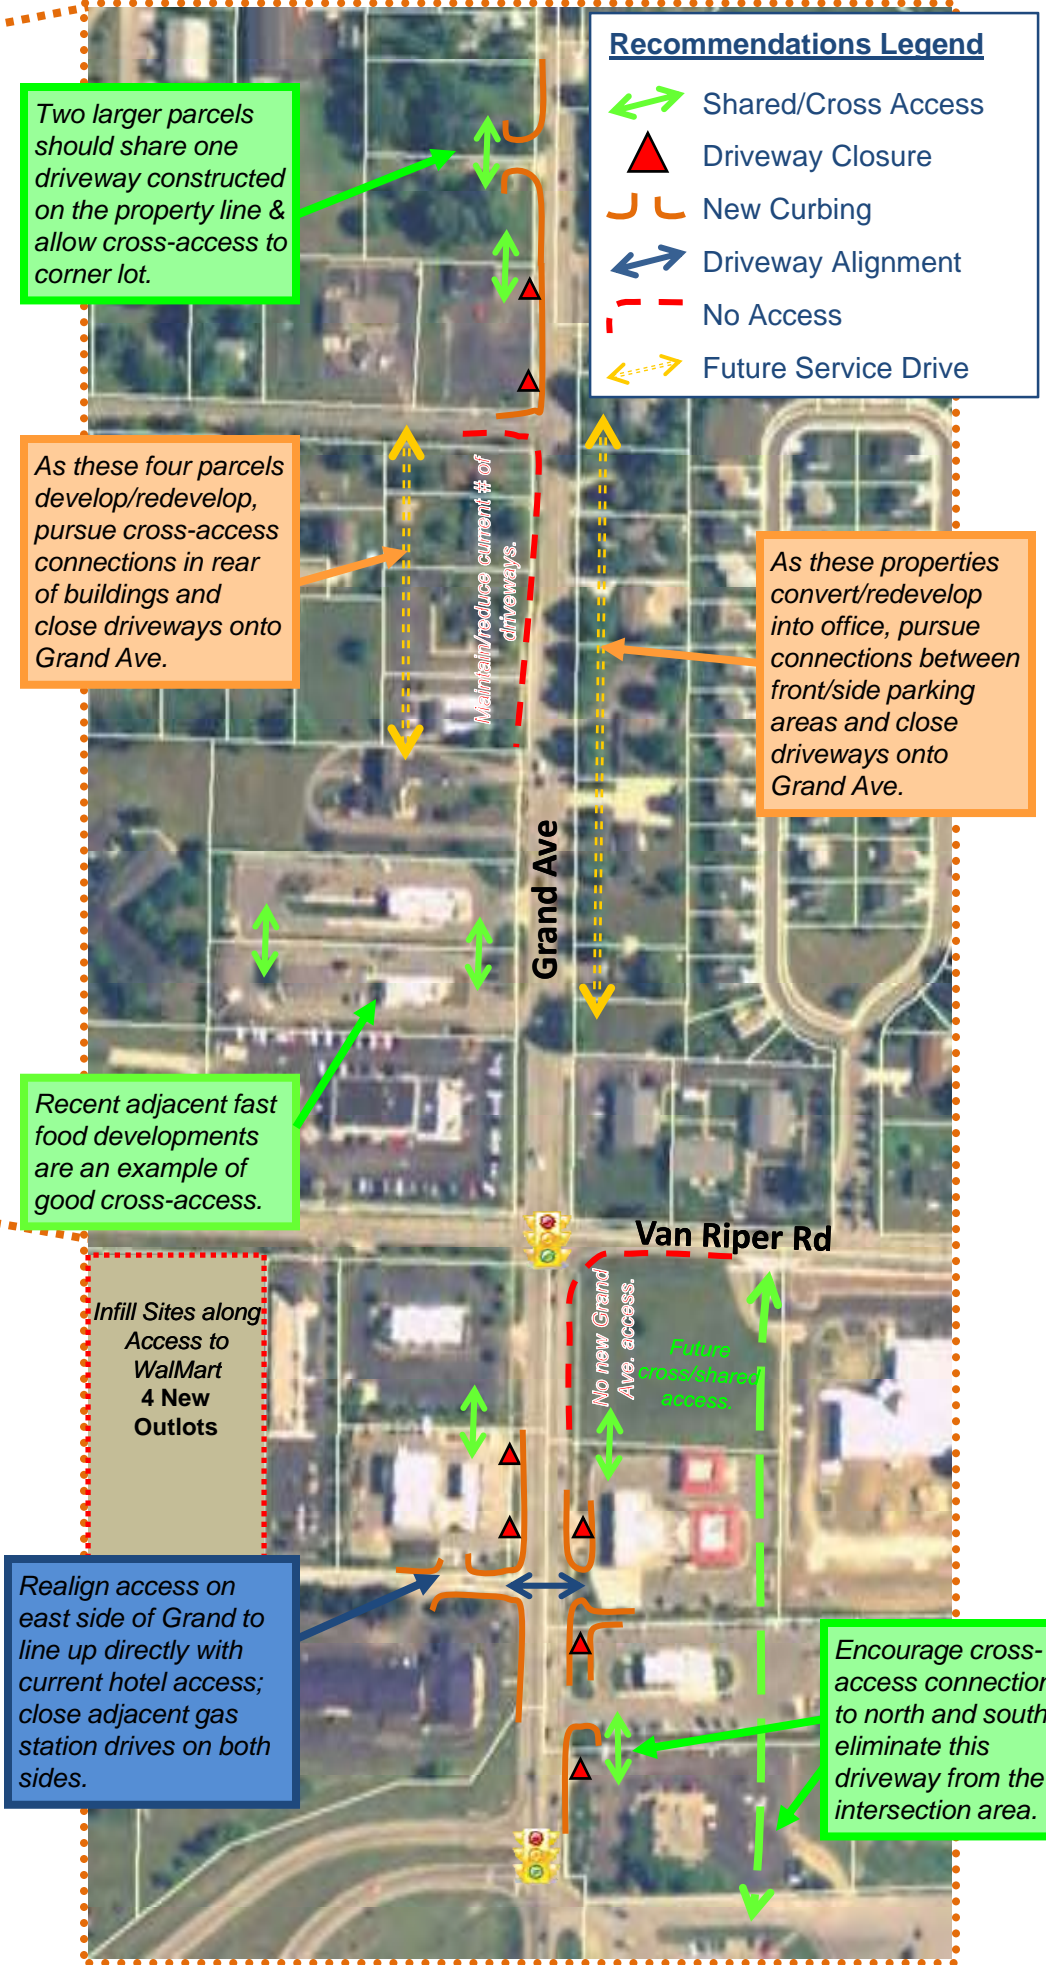 Recommendations Legend
Shared/Cross Access
Driveway Closure
New Curbing
Driveway Alignment
No Access
Future Service Drive
Two larger parcels
should share one
driveway constructed
on the property line &
allow cross-access to
corner lot.
As these four parcels
develop/redevelop,
pursue cross-access
connections in rear
of buildings and
close driveways onto
Grand Ave.
Maintain/reduce current # of
driveways.
As these properties
convert/redevelop
into office, pursue
connections between
front/side parking
areas and close
driveways onto
Grand Ave.
Grand Ave
Recent adjacent fast
food developments
are an example of
good cross-access.
Van Riper Rd
Infill Sites along
Access to
WalMart
4 New
Outlots
No new Grand
Ave. access.
Future
cross/shared
access.
Realign access on
east side of Grand to
line up directly with
current hotel access;
close adjacent gas
station drives on both
sides.
Encourage cross-
access connection
to north and south
eliminate this
driveway from the
intersection area.